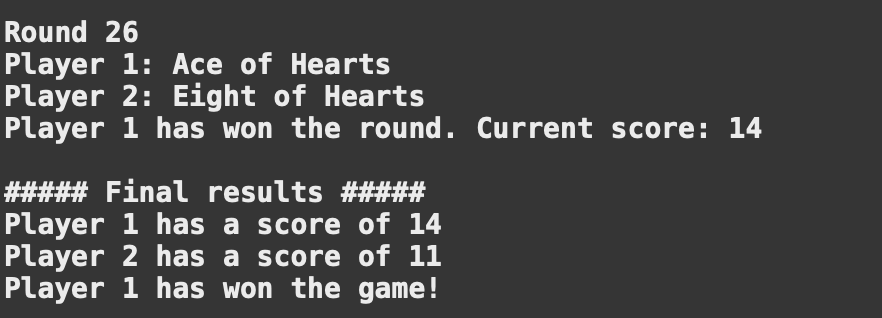 Round 26
Player 1: Ace of Hearts
Player 2: Eight of Hearts
Player 1 has won the round. Current score: 14
##### Final results #####
Player 1 has a score of 14
Player 2 has a score of 11
Player 1 has won the game!